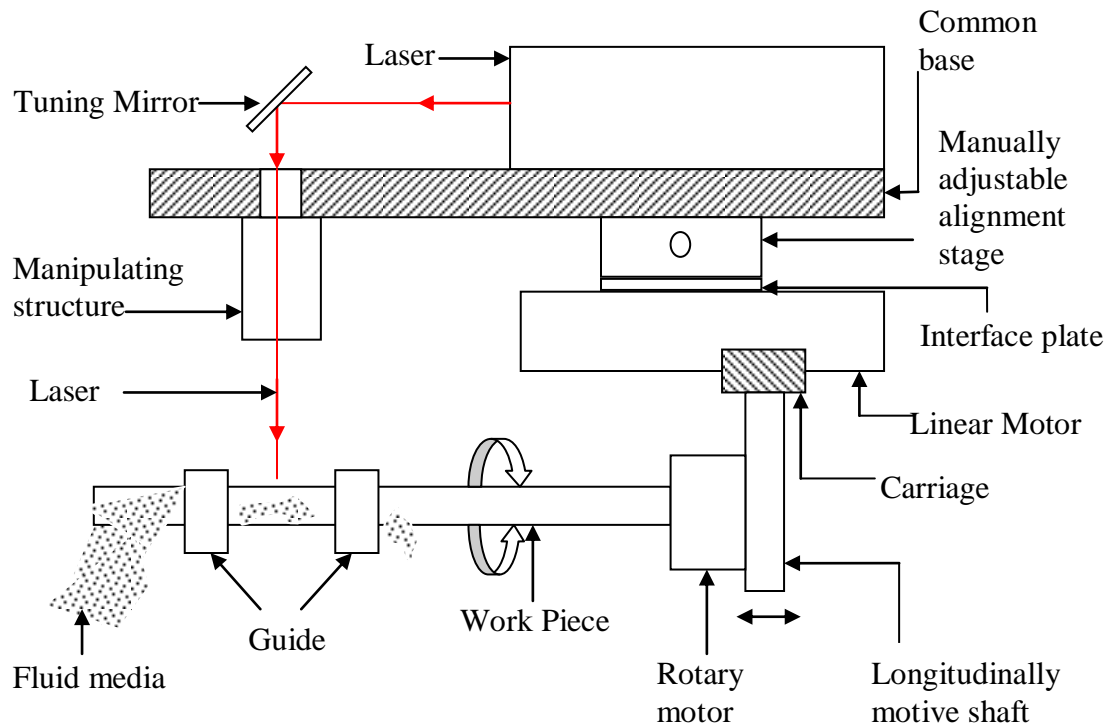 Common
base
Laser
Tuning Mirror
Manually
adjustable
alignment
stage
Manipulating
structure
Interface plate
Laser
Linear Motor
Carriage
Work Piece
Guide
Fluid media
Rotary
motor
Longitudinally
motive shaft